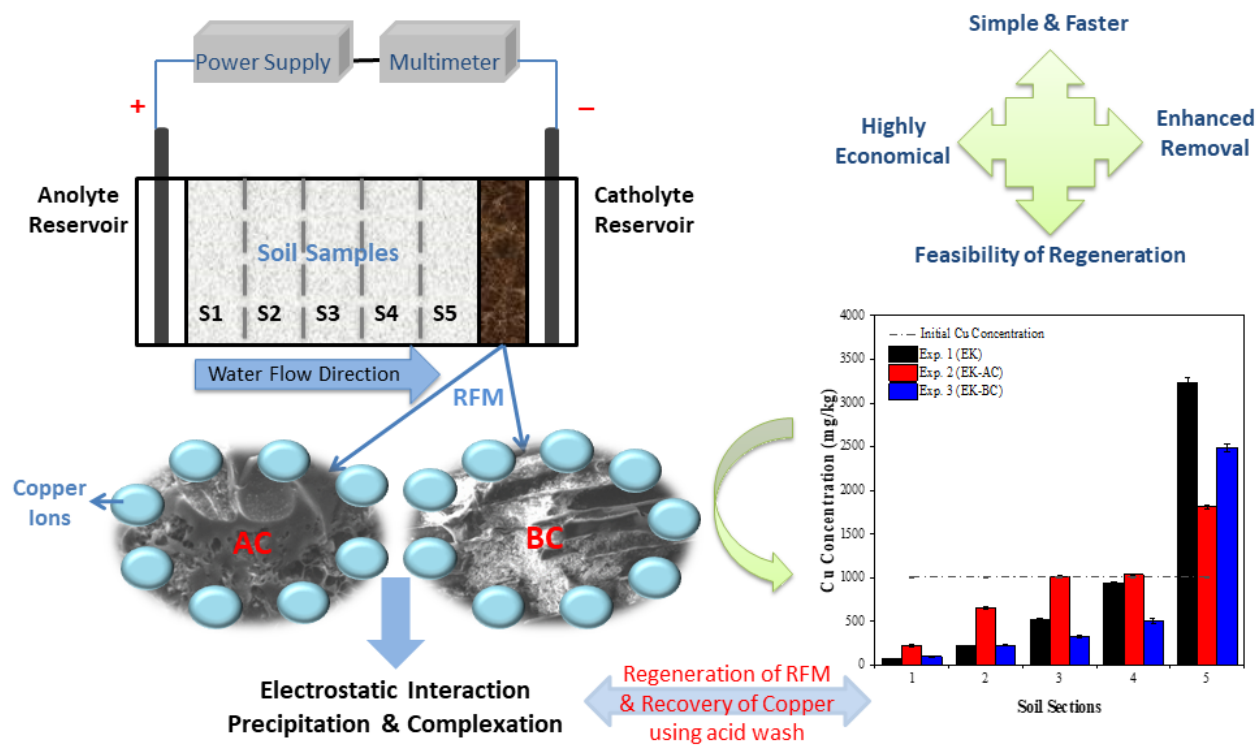 Power Supply
Multimeter
+
–
Anolyte
Reservoir
Catholyte
Reservoir
Soil Samples
S1
S2
S3
S4
S5
Water Flow Direction
RFM
Copper
Ions
AC
BC
Electrostatic Interaction
Precipitation & Complexation
Regeneration of RFM
& Recovery of Copper
using acid wash
Simple & Faster
Highly
Economical
Enhanced
Removal
Feasibility of Regeneration
Cu Concentration (mg/kg)
4000
3500
3000
2500
2000
1500
1000
500
0
Initial Cu Concentration
Exp. 1 (EK)
Exp. 2 (EK-AC)
Exp. 3 (EK-BC)
1
2
3
4
5
Soil Sections